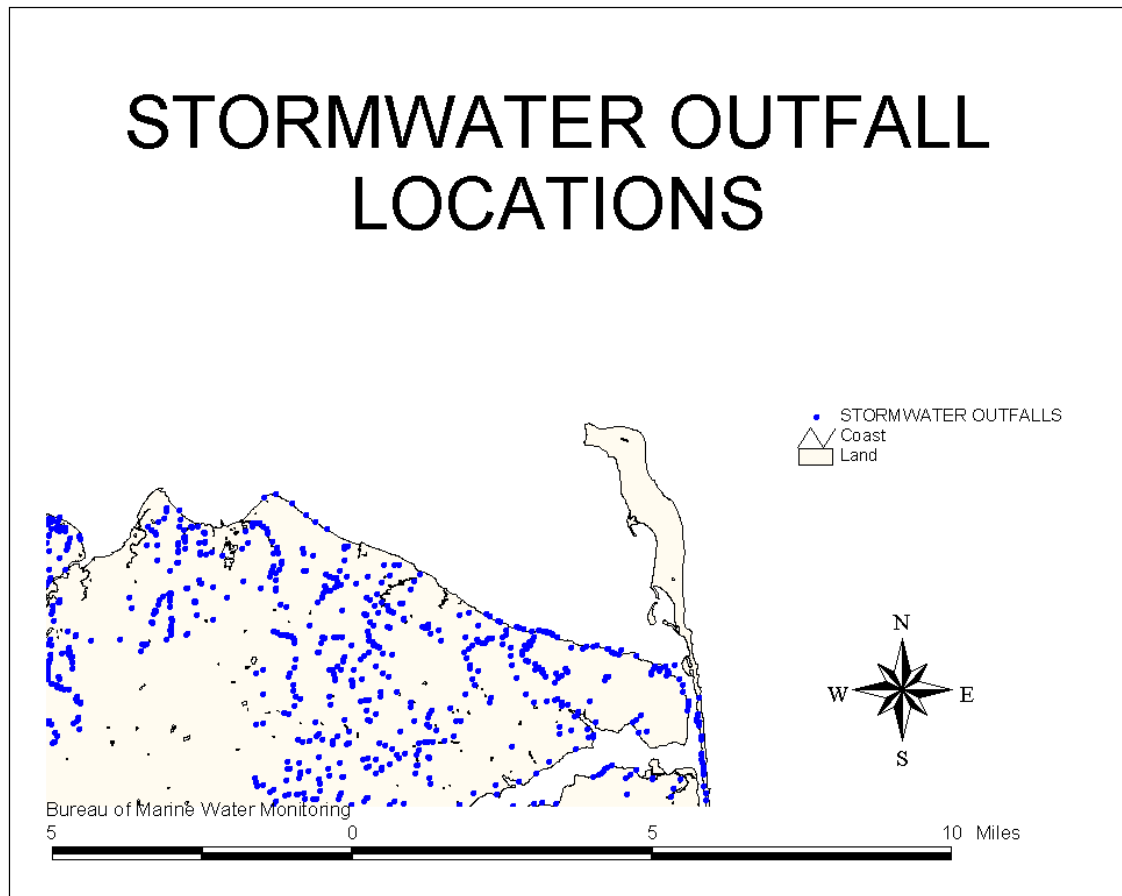 STORMWATER OUTFALL
LOCATIONS
STORMWATER OUTFALLS
Coast
Land
N
W E
S
Bureau of Marine Water Monitoring
5 0 5 10 Miles